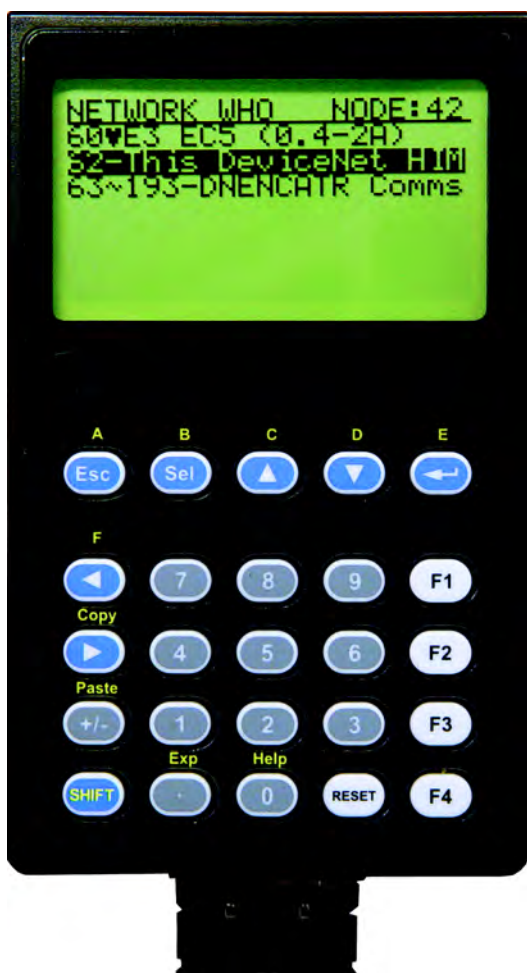 NETWORK WHO NODE:42
60♥E3 EC5 (0.4-2A)
62-This DeviceNet HIM
63~193-DNENCATR Comms
A B C D E
Esc Sel ▲ ▼ ↵
F
◀ 7 8 9 F1
Copy
▶ 4 5 6 F2
Paste
+/- 1 2 3 F3
Exp Help
SHIFT . 0 RESET F4